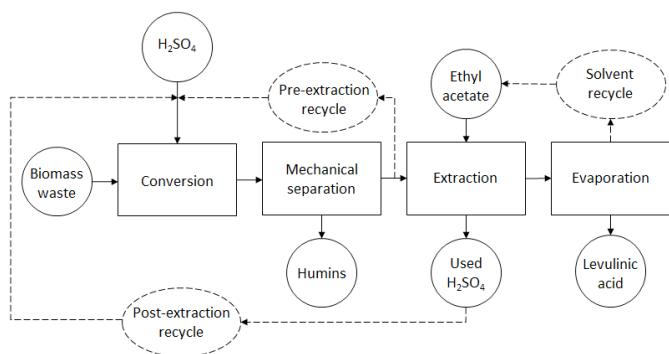 H₂SO₄
Ethyl
acetate
Solvent
recycle
Pre-extraction
recycle
Biomass
waste
Conversion
Mechanical
separation
Extraction
Evaporation
Humins
Used
H₂SO₄
Levulinic
acid
Post-extraction
recycle